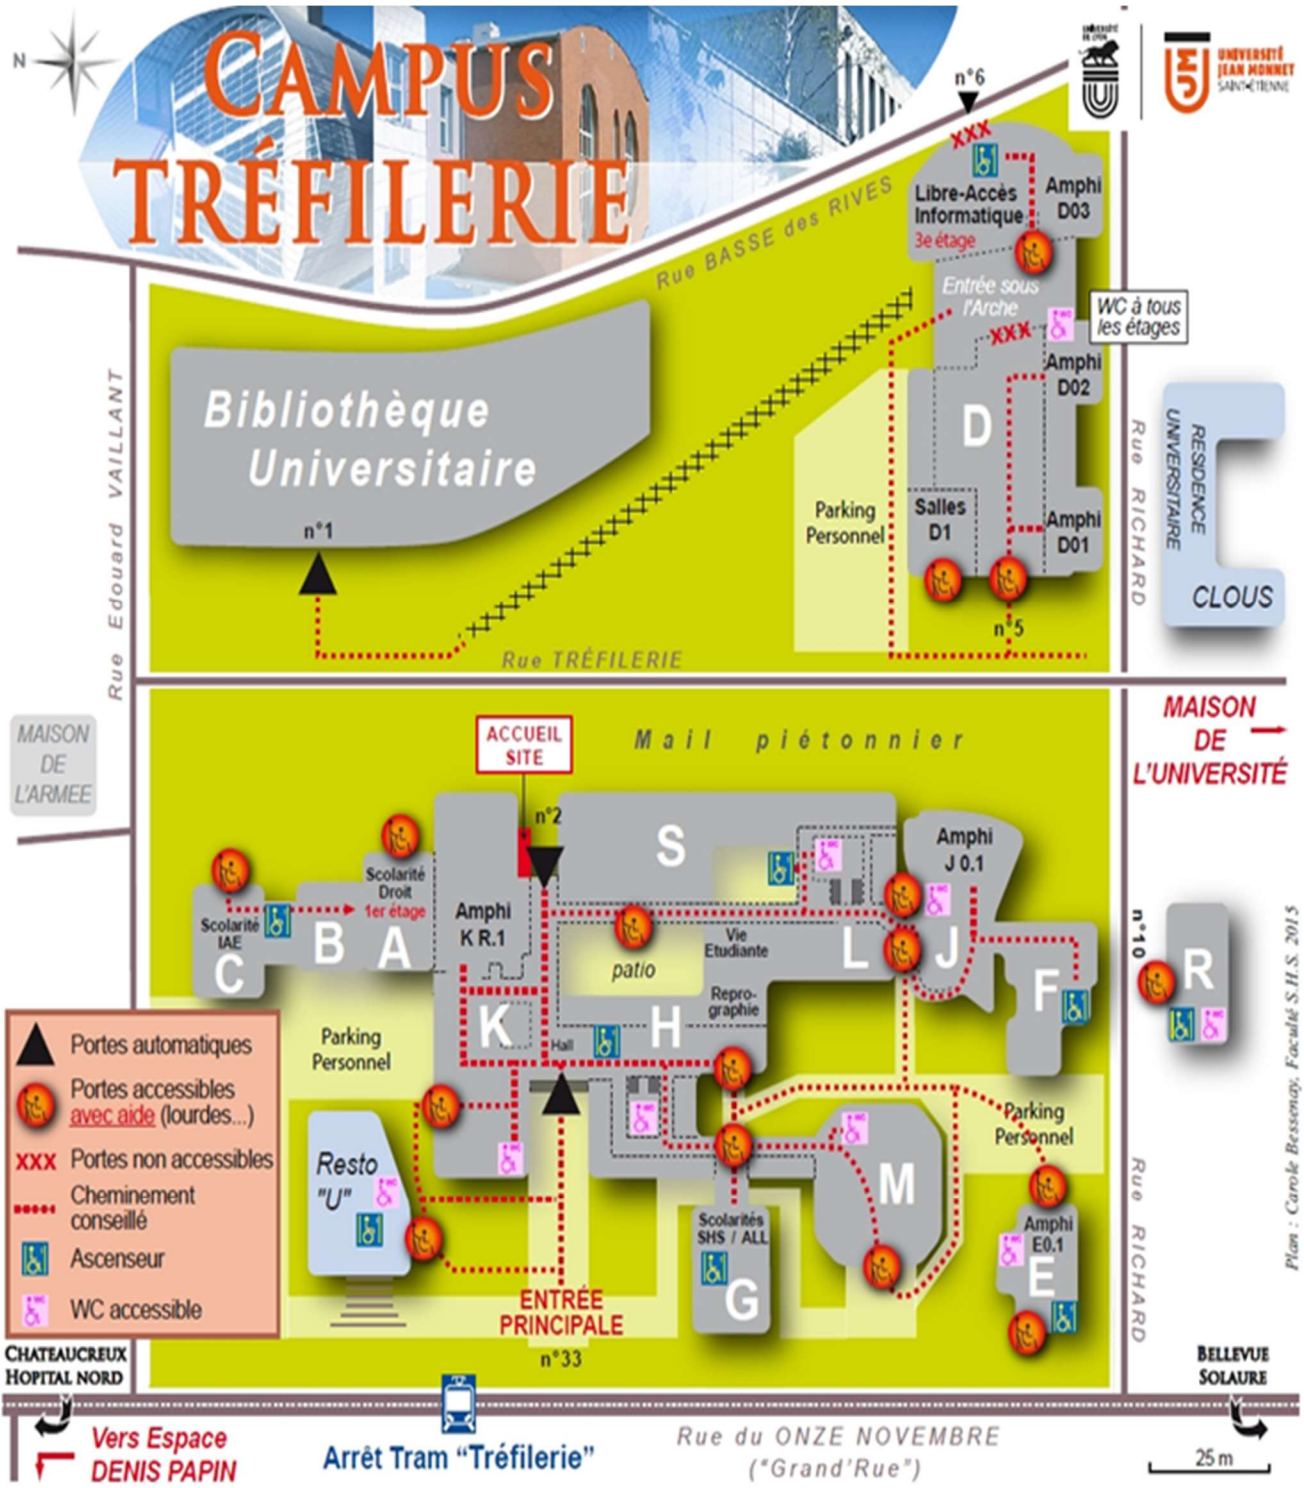 N
CAMPUS
TRÉFILERIE
UNIVERSITÉ
DE LYON
UJM
UNIVERSITÉ
JEAN MONNET
SAINT-ÉTIENNE
n°6
XXX
Libre-Accès
Informatique
3e étage
Amphi
D03
Rue BASSE des RIVES
Entrée sous
l'Arche
XXX
WC à tous
les étages
Amphi
D02
D
Bibliothèque
Universitaire
n°1
Parking
Personnel
Salles
D1
Amphi
D01
n°5
Rue Edouard VAILLANT
Rue RICHARD
RESIDENCE
UNIVERSITAIRE
CLOUS
Rue TRÉFILERIE
MAISON
DE
L'ARMEE
ACCUEIL
SITE
Mail piétonnier
MAISON
DE
L'UNIVERSITÉ
n°2
S
Amphi
J 0.1
Scolarité
Droit
1er étage
Scolarité
IAE
C
B
A
Amphi
K R.1
patio
Vie
Etudiante
L
J
F
n°10
R
K
Hall
H
Repro-
graphie
Parking
Personnel
Portes automatiques
Portes accessibles
avec aide (lourdes...)
XXX Portes non accessibles
Cheminement
conseillé
Ascenseur
WC accessible
Resto
"U"
Parking
Personnel
M
Scolarités
SHS / ALL
G
Amphi
E0.1
E
ENTRÉE
PRINCIPALE
n°33
Rue RICHARD
Plan : Carole Bessenay, Faculté S.H.S. 2015
CHATEAUCREUX
HOPITAL NORD
BELLEVUE
SOLAURE
Vers Espace
DENIS PAPIN
Arrêt Tram “Tréfilerie”
Rue du ONZE NOVEMBRE
(“Grand'Rue”)
25 m